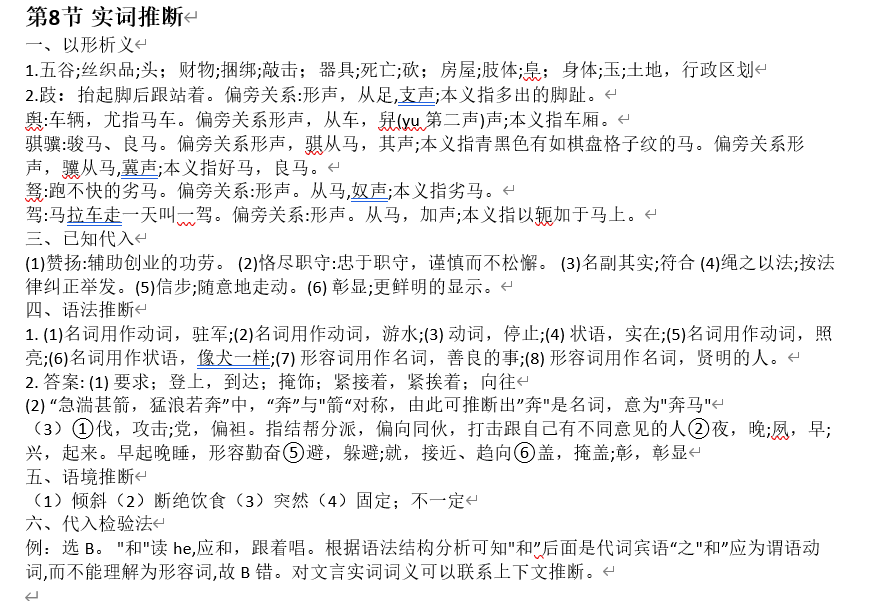 第8节 实词推断
一、以形析义
1.五谷;丝织品;头；财物;捆绑;敲击；器具;死亡;砍；房屋;肢体;阜；身体;玉;土地，行政区划
2.跂：抬起脚后跟站着。偏旁关系:形声，从足,支声;本义指多出的脚趾。
舆:车辆，尤指马车。偏旁关系形声，从车，舁(yu 第二声)声;本义指车厢。
骐骥:骏马、良马。偏旁关系形声，骐从马，其声;本义指青黑色有如棋盘格子纹的马。偏旁关系形
声，骥从马,冀声;本义指好马，良马。
驽:跑不快的劣马。偏旁关系:形声。从马,奴声;本义指劣马。
驾:马拉车走一天叫一驾。偏旁关系:形声。从马，加声;本义指以轭加于马上。
三、已知代入
(1)赞扬:辅助创业的功劳。 (2)恪尽职守:忠于职守，谨慎而不松懈。 (3)名副其实;符合 (4)绳之以法;按法
律纠正举发。(5)信步;随意地走动。(6) 彰显;更鲜明的显示。
四、语法推断
1. (1)名词用作动词，驻军;(2)名词用作动词，游水;(3) 动词，停止;(4) 状语，实在;(5)名词用作动词，照
亮;(6)名词用作状语，像犬一样;(7) 形容词用作名词，善良的事;(8) 形容词用作名词，贤明的人。
2. 答案: (1) 要求；登上，到达；掩饰；紧接着，紧挨着；向往
(2) “急湍甚箭，猛浪若奔”中，“奔”与"箭“对称，由此可推断出”奔"是名词，意为"奔马"
（3）①伐，攻击;党，偏袒。指结帮分派，偏向同伙，打击跟自己有不同意见的人②夜，晚;夙，早;
兴，起来。早起晚睡，形容勤奋⑤避，躲避;就，接近、趋向⑥盖，掩盖;彰，彰显
五、语境推断
（1）倾斜（2）断绝饮食（3）突然（4）固定；不一定
六、代入检验法
例：选 B。 "和"读 he,应和，跟着唱。根据语法结构分析可知"和”后面是代词宾语“之"和”应为谓语动
词,而不能理解为形容词,故 B 错。对文言实词词义可以联系上下文推断。